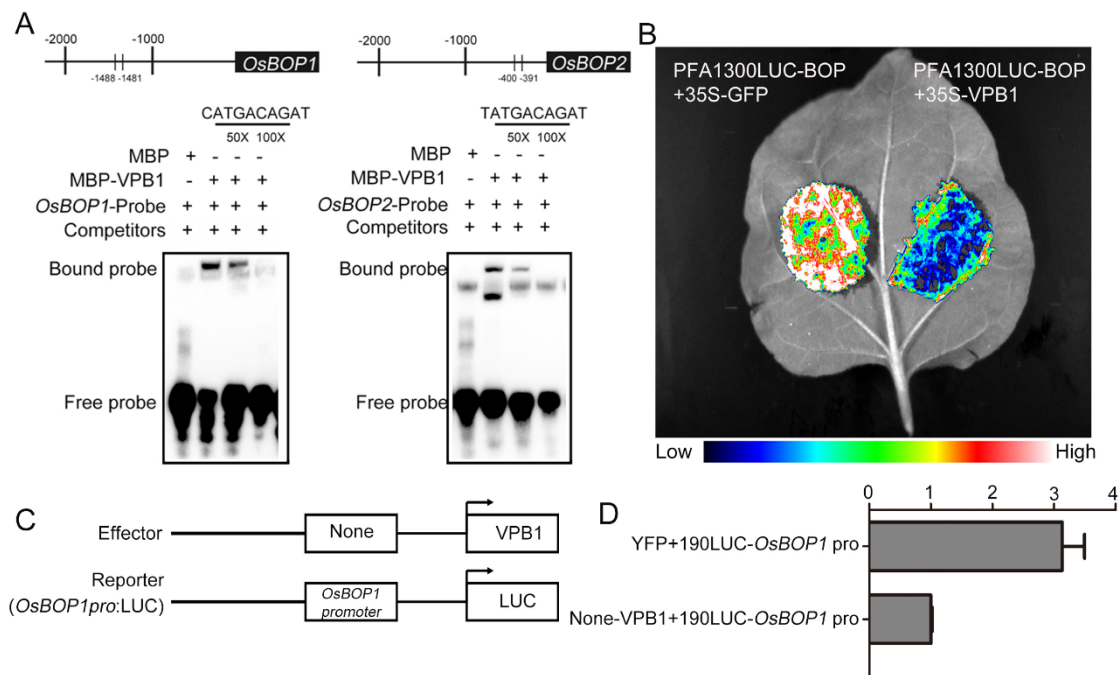 A
-2000
-1000
-1488
-1481
OsBOP1
-2000
-1000
-400
-391
OsBOP2
CATGACAGAT
50X 100X
MBP + - - -
MBP-VPB1 - + + +
OsBOP1-Probe + + + +
Competitors + + + +
Bound probe
Free probe
TATGACAGAT
50X 100X
MBP + - - -
MBP-VPB1 - + + +
OsBOP2-Probe + + + +
Competitors + + + +
Bound probe
Free probe
B
PFA1300LUC-BOP
+35S-GFP
PFA1300LUC-BOP
+35S-VPB1
Low
High
C
Effector
None
VPB1
Reporter
(OsBOP1pro:LUC)
OsBOP1
promoter
LUC
D
0 1 2 3 4
YFP+190LUC-OsBOP1 pro
None-VPB1+190LUC-OsBOP1 pro